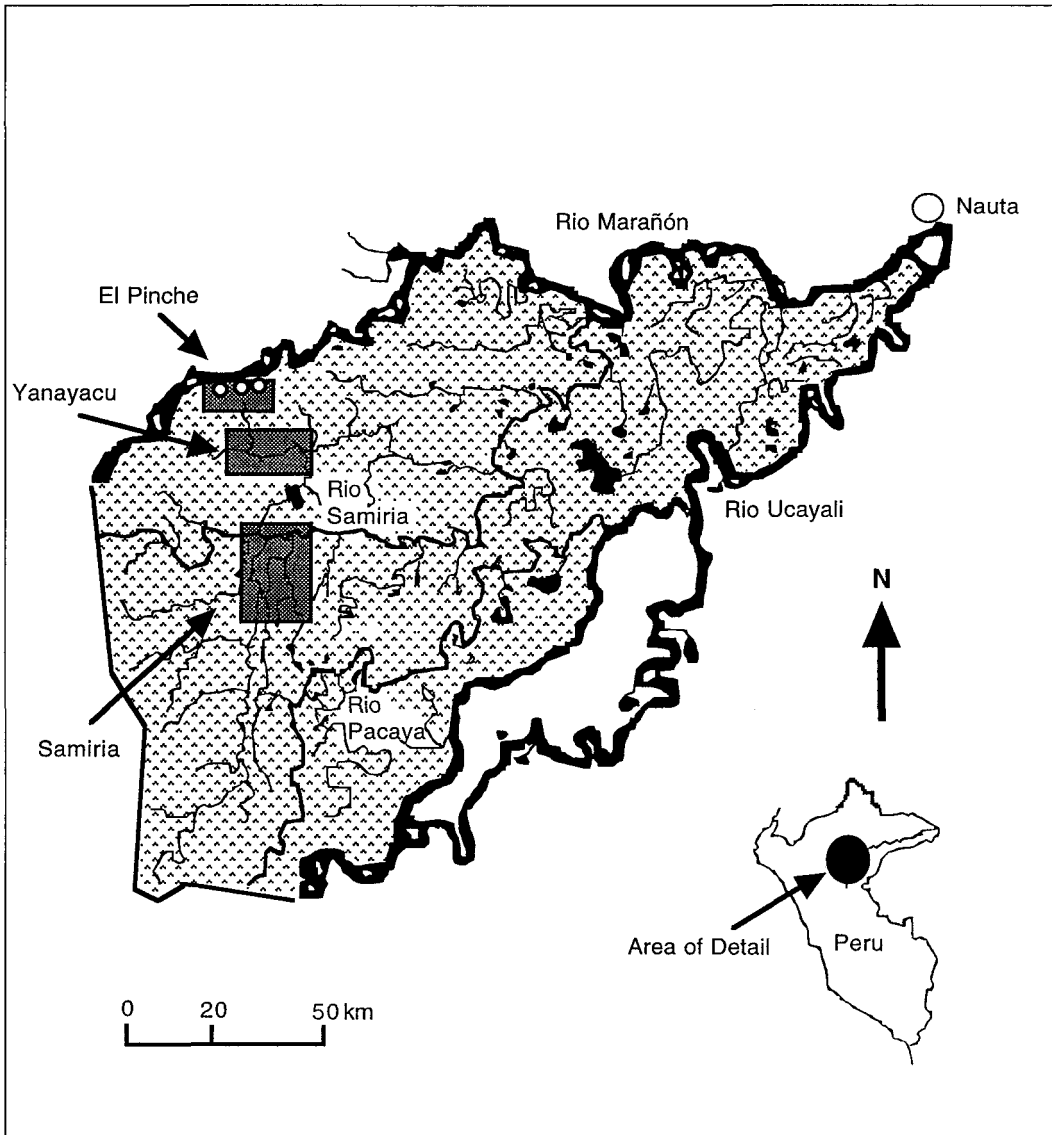 Nauta
Rio Marañón
El Pinche
Yanayacu
Rio
Samiria
Rio Ucayali
N
Rio
Pacaya
Samiria
Area of Detail
Peru
0 20 50 km